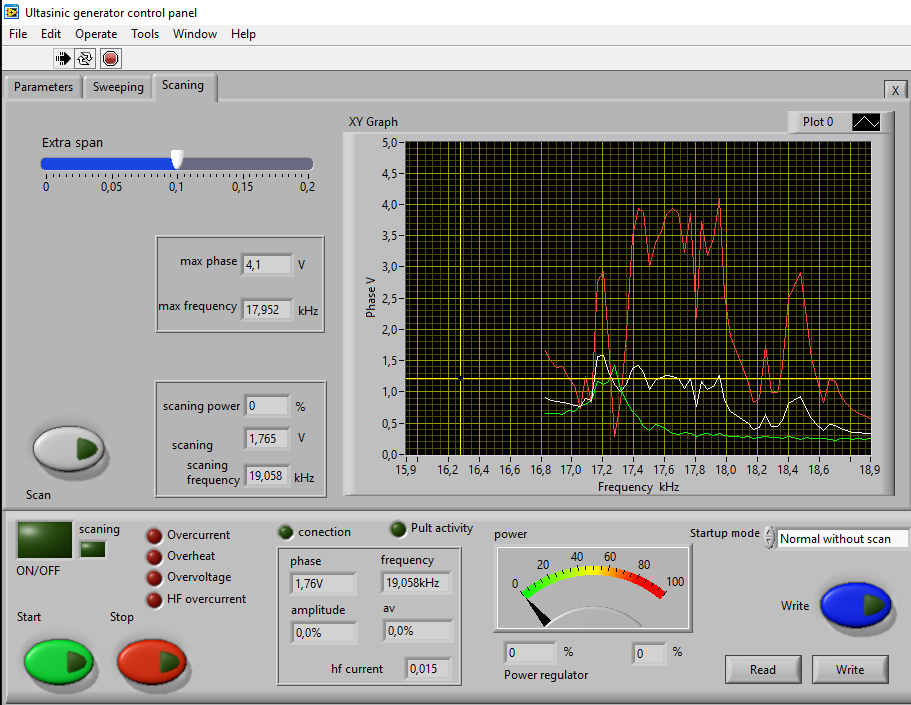 Ultasinic generator control panel
File Edit Operate Tools Window Help
Parameters Sweeping Scaning
X
Extra span
0 0,05 0,1 0,15 0,2
max phase 4,1 V
max frequency 17,952 kHz
scaning power 0 %
scaning 1,765 V
scaning frequency 19,058 kHz
Scan
XY Graph
Plot 0
Phase V
5,0
4,5
4,0
3,5
3,0
2,5
2,0
1,5
1,0
0,5
0,0
15,9 16,2 16,4 16,6 16,8 17,0 17,2 17,4 17,6 17,8 18,0 18,2 18,4 18,6 18,9
Frequency kHz
scaning
ON/OFF
Overcurrent
Overheat
Overvoltage
HF overcurrent
Start
Stop
conection
Pult activity
phase frequency
1,76V 19,058kHz
amplitude av
0,0% 0,0%
hf current 0,015
power
0 20 40 60 80 100
0 % 0 %
Power regulator
Startup mode Normal without scan
Write
Read Write